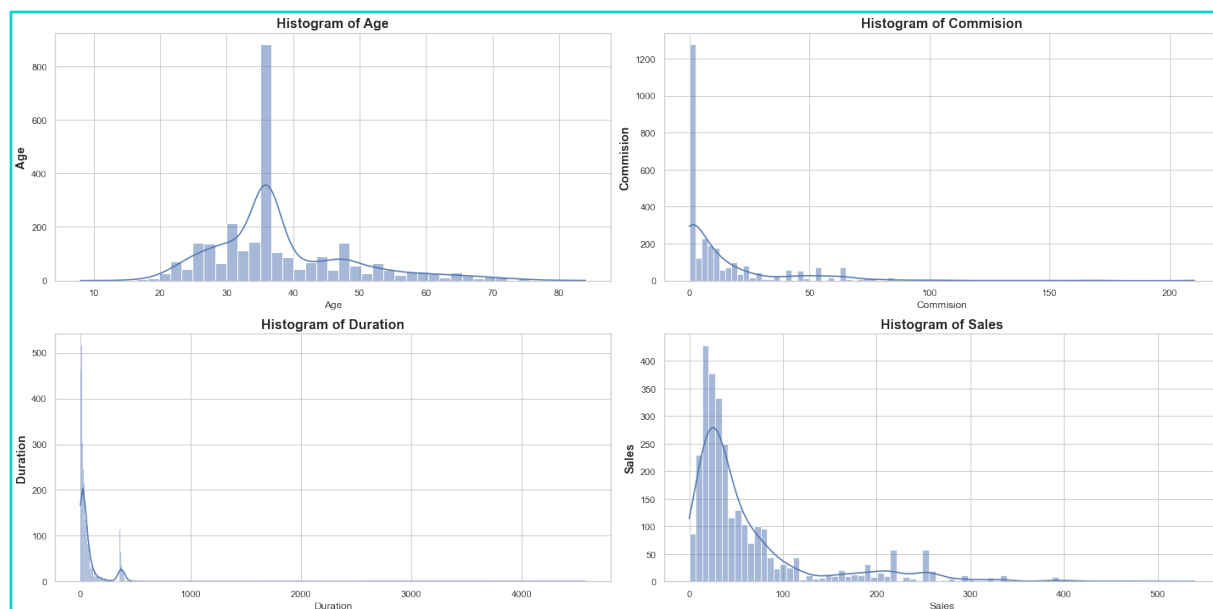 Histogram of Age
800
600
400
200
0
Age
10 20 30 40 50 60 70 80
Age
Histogram of Commision
1200
1000
800
600
400
200
0
Commision
0 50 100 150 200
Commision
Histogram of Duration
500
400
300
200
100
0
Duration
0 1000 2000 3000 4000
Duration
Histogram of Sales
400
350
300
250
200
150
100
50
0
Sales
0 100 200 300 400 500
Sales